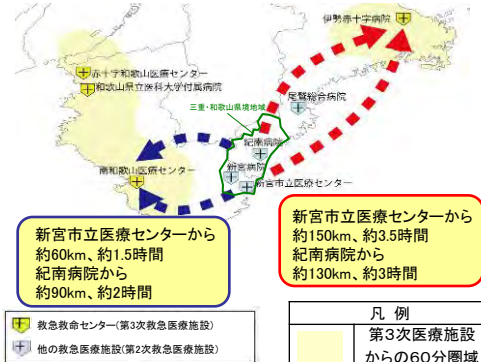 伊勢赤十字病院
赤十字和歌山医療センター
和歌山県立医科大学付属病院
尾鷲総合病院
三重・和歌山県境地域
紀南病院
南和歌山医療センター
新宮病院
新宮市立医療センター
新宮市立医療センターから
約60km、約1.5時間
紀南病院から
約90km、約2時間
新宮市立医療センターから
約150km、約3.5時間
紀南病院から
約130km、約3時間
救急救命センター(第3次救急医療施設)
他の救急医療施設(第2次救急医療施設)
凡 例
第3次医療施設
からの60分圏域